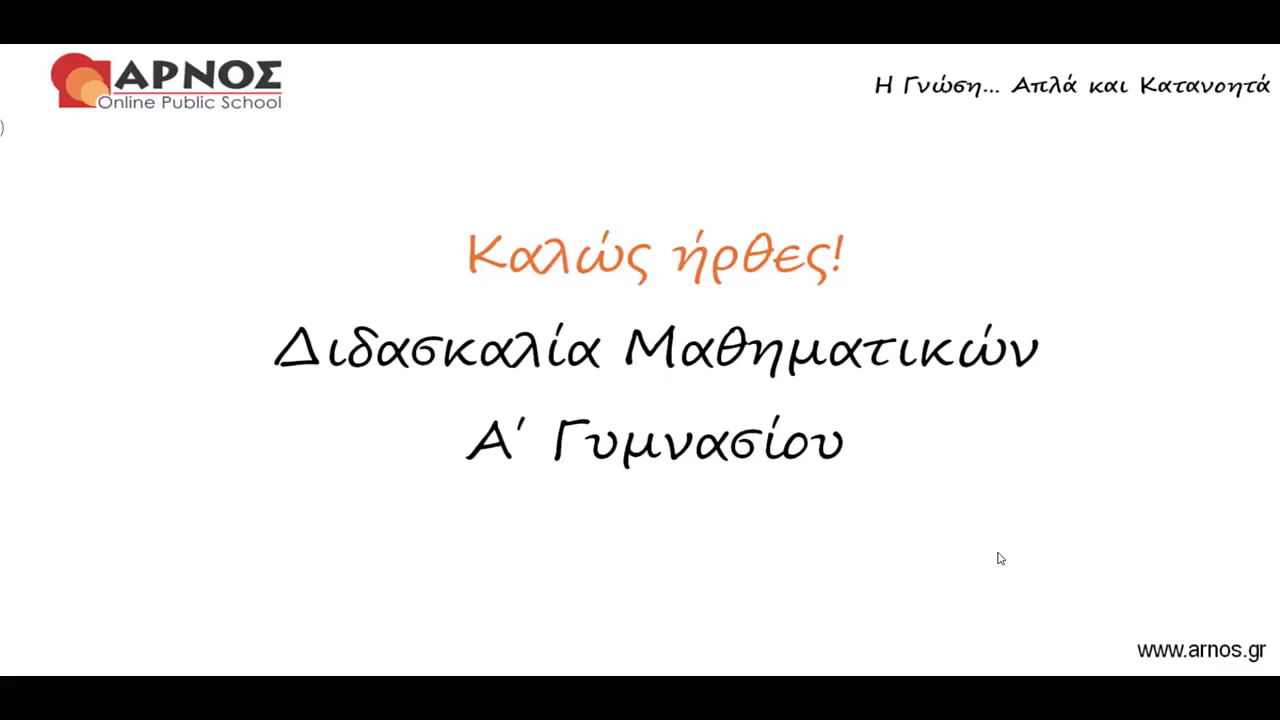 ΑΡΝΟΣ
Online Public School
Η Γνώση... Απλά και Κατανοητά
)
Καλώς ήρθες!
Διδασκαλία Μαθηματικών
Α' Γυμνασίου
www.arnos.gr